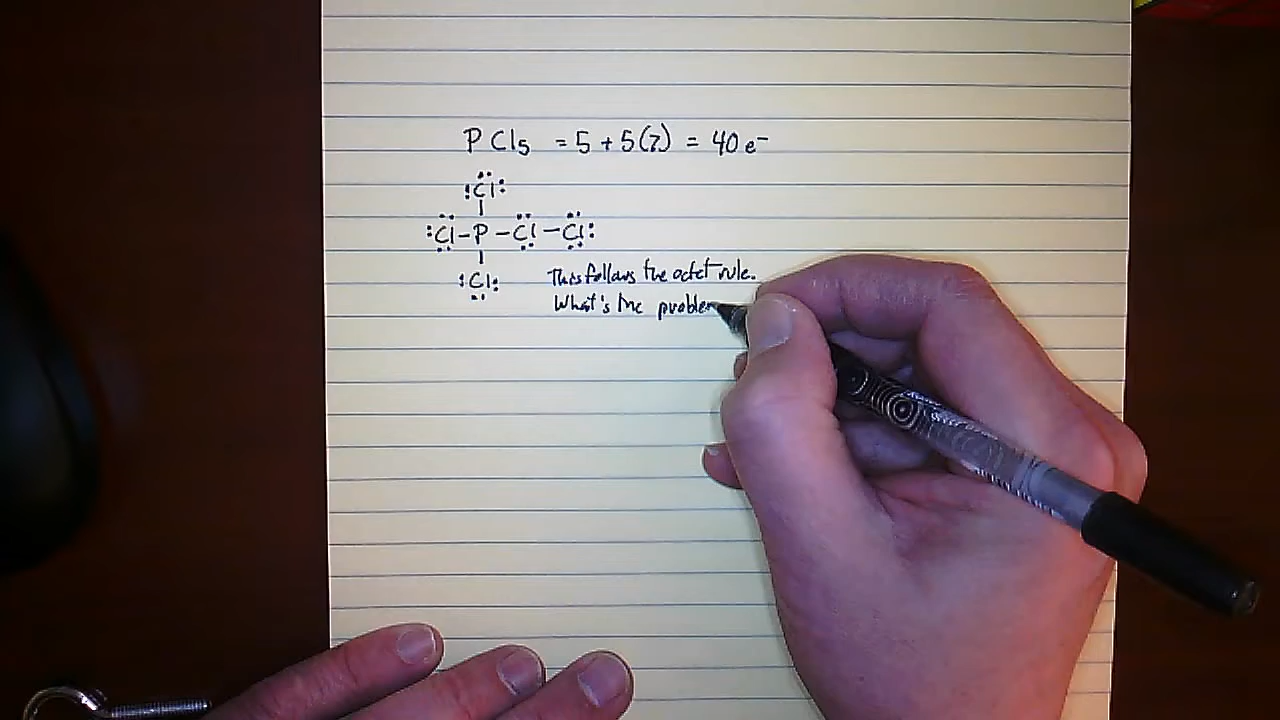 PCl5 = 5 + 5(7) = 40 e-
:Cl:
:Cl-P-Cl-Cl:
:Cl:
This follows the octet rule.
What's the problem